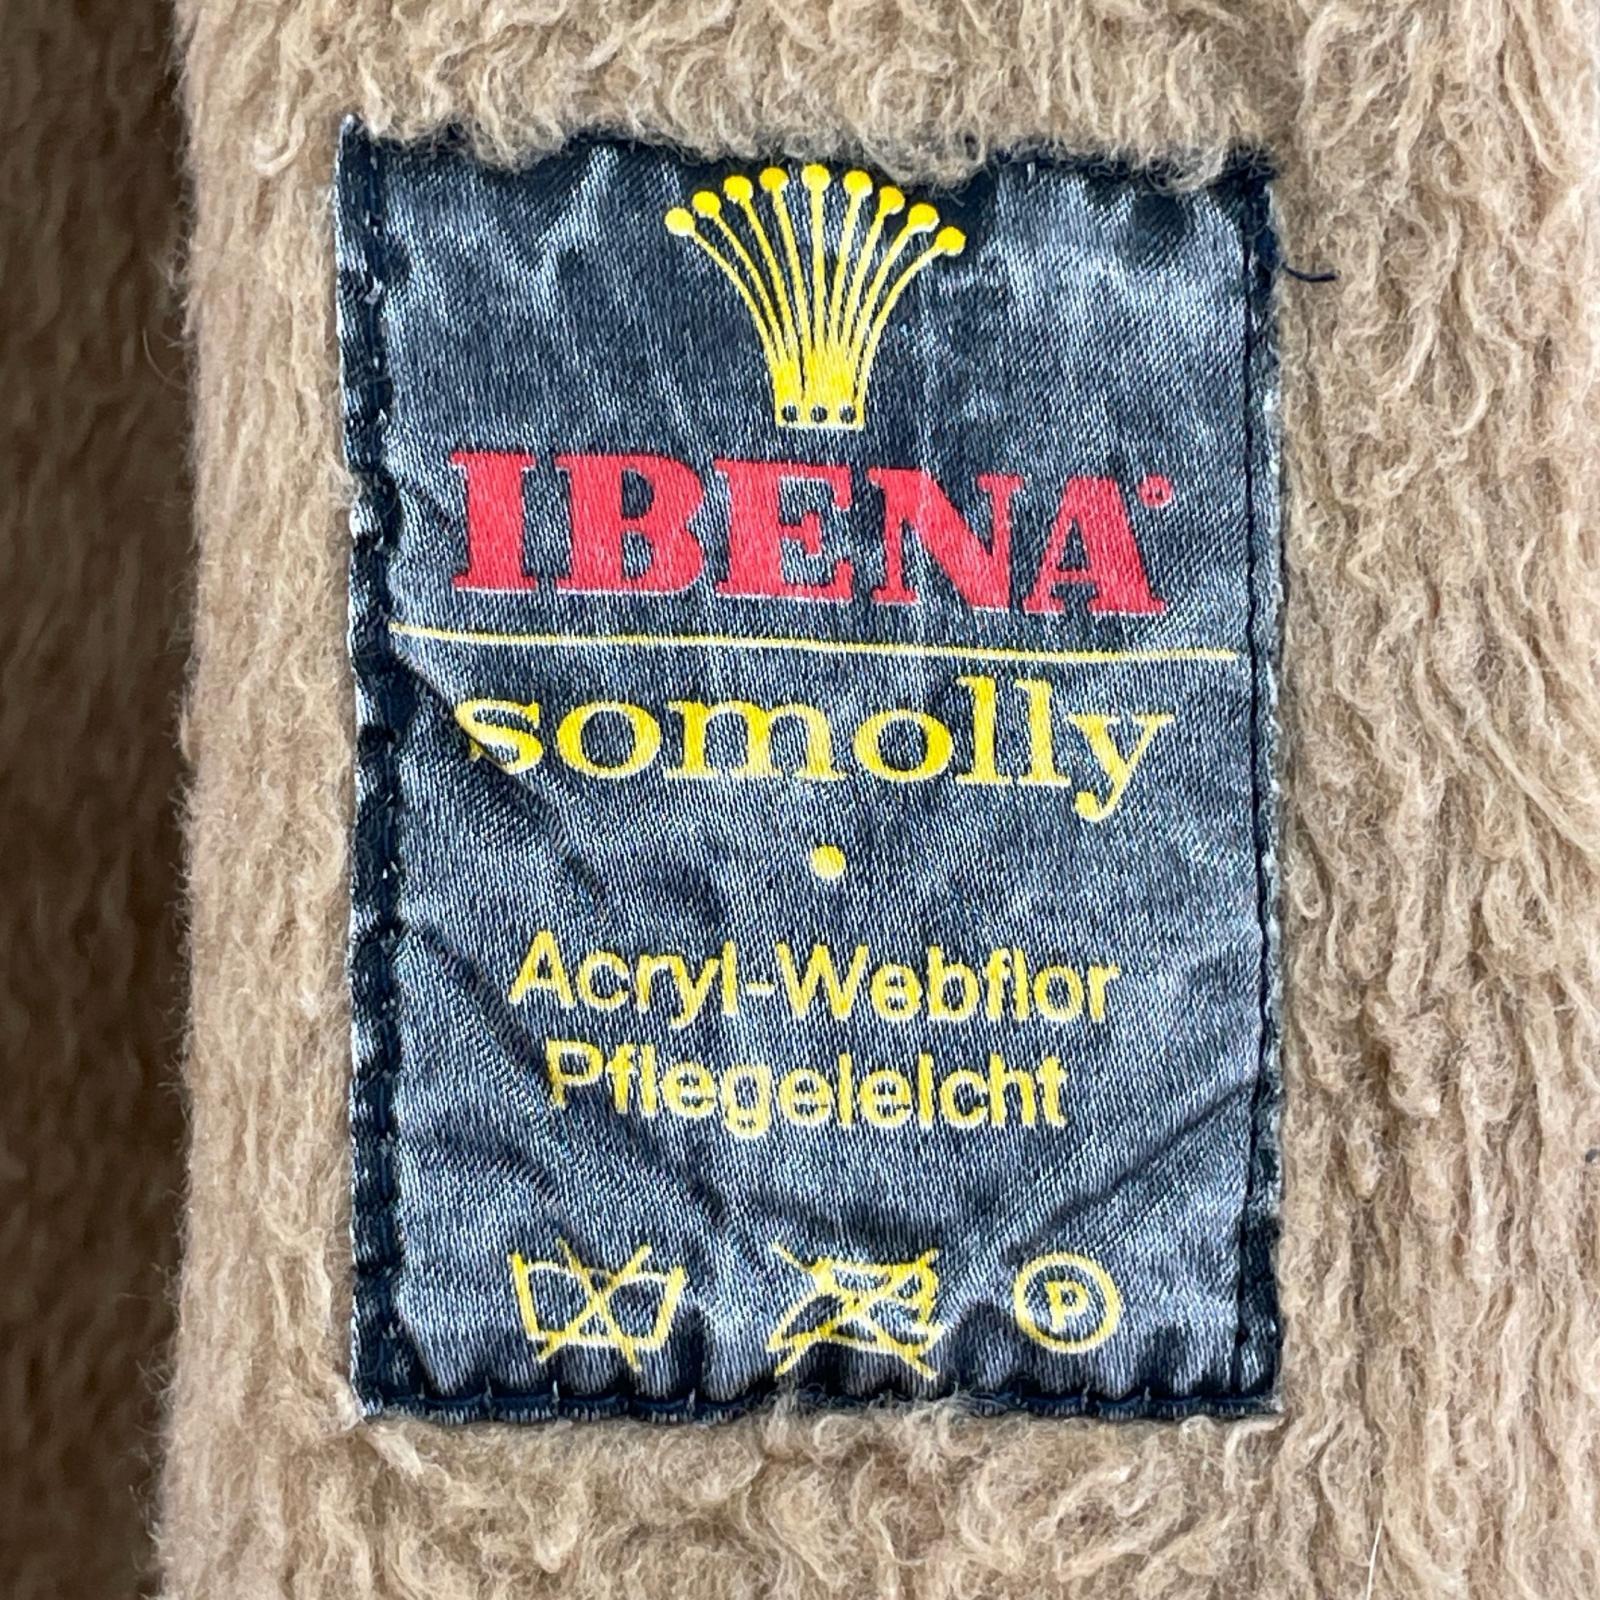 IBENA®
somolly
Acryl-Webflor
Pflegeleicht
P